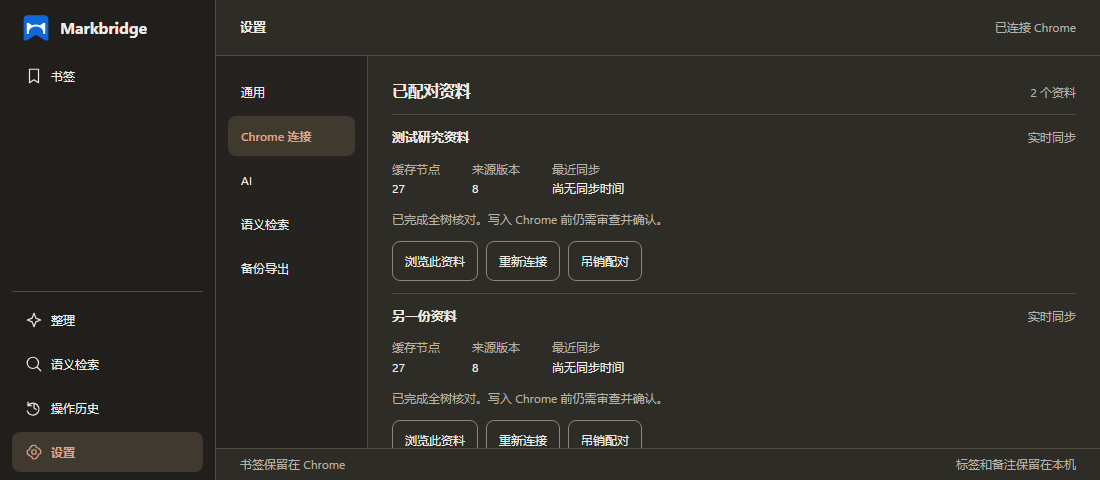 Markbridge
书签
整理
语义检索
操作历史
设置
设置
已连接 Chrome
通用
Chrome 连接
AI
语义检索
备份导出
已配对资料
2 个资料
测试研究资料
实时同步
缓存节点 来源版本 最近同步
27 8 尚无同步时间
已完成全树核对。写入 Chrome 前仍需审查并确认。
浏览此资料 重新连接 吊销配对
另一份资料
实时同步
缓存节点 来源版本 最近同步
27 8 尚无同步时间
已完成全树核对。写入 Chrome 前仍需审查并确认。
浏览此资料 重新连接 吊销配对
书签保留在 Chrome
标签和备注保留在本机